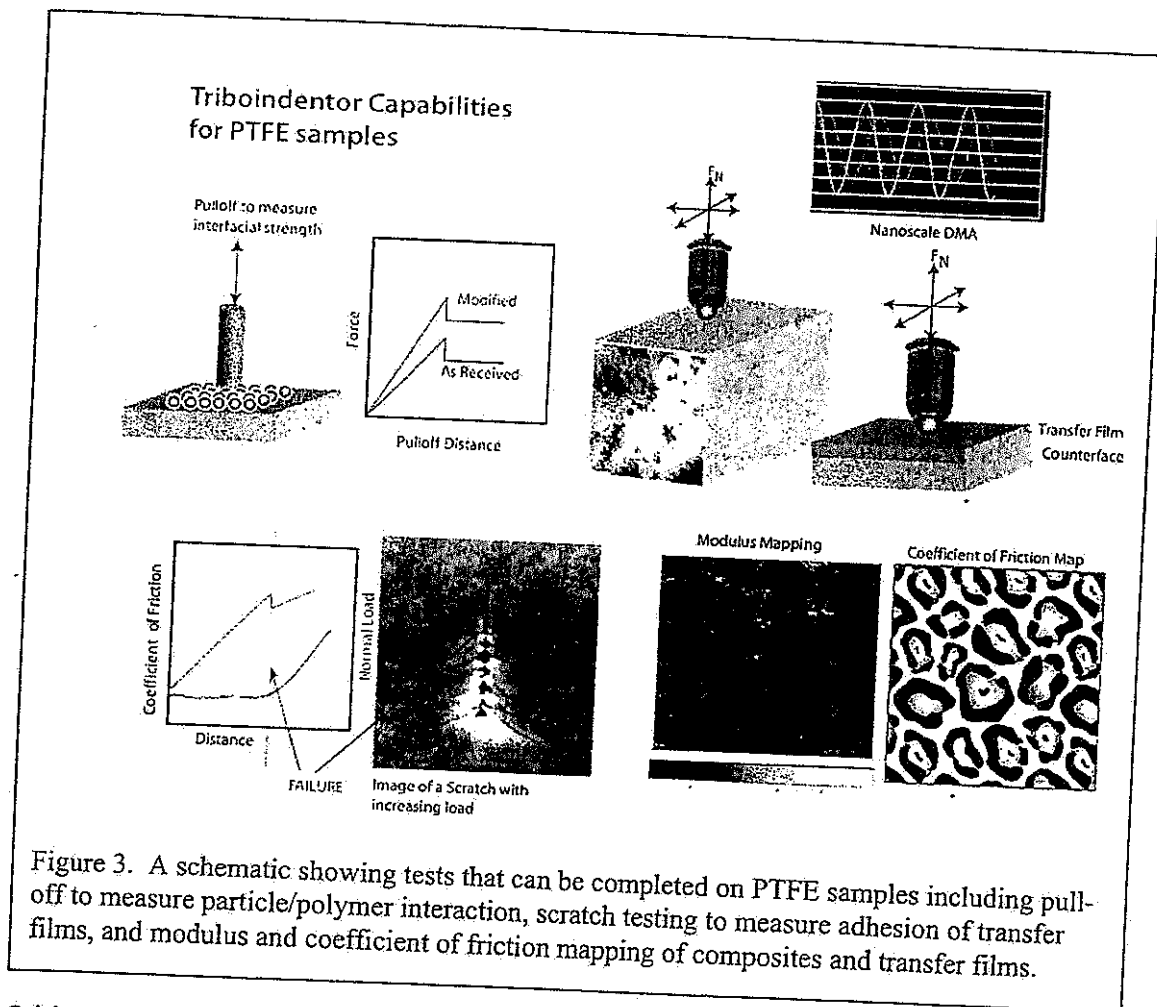 Triboindentor Capabilities
for PTFE samples
Pulloff to measure
interfacial strength
Force
Modified
As Received
Pulloff Distance
FN
Nanoscale DMA
FN
Transfer Film
Counterface
Coefficient of Friction
Normal Load
Distance
FAILURE
Image of a Scratch with
increasing load
Modulus Mapping
Coefficient of Friction Map
Figure 3. A schematic showing tests that can be completed on PTFE samples including pull-
off to measure particle/polymer interaction, scratch testing to measure adhesion of transfer
films, and modulus and coefficient of friction mapping of composites and transfer films.